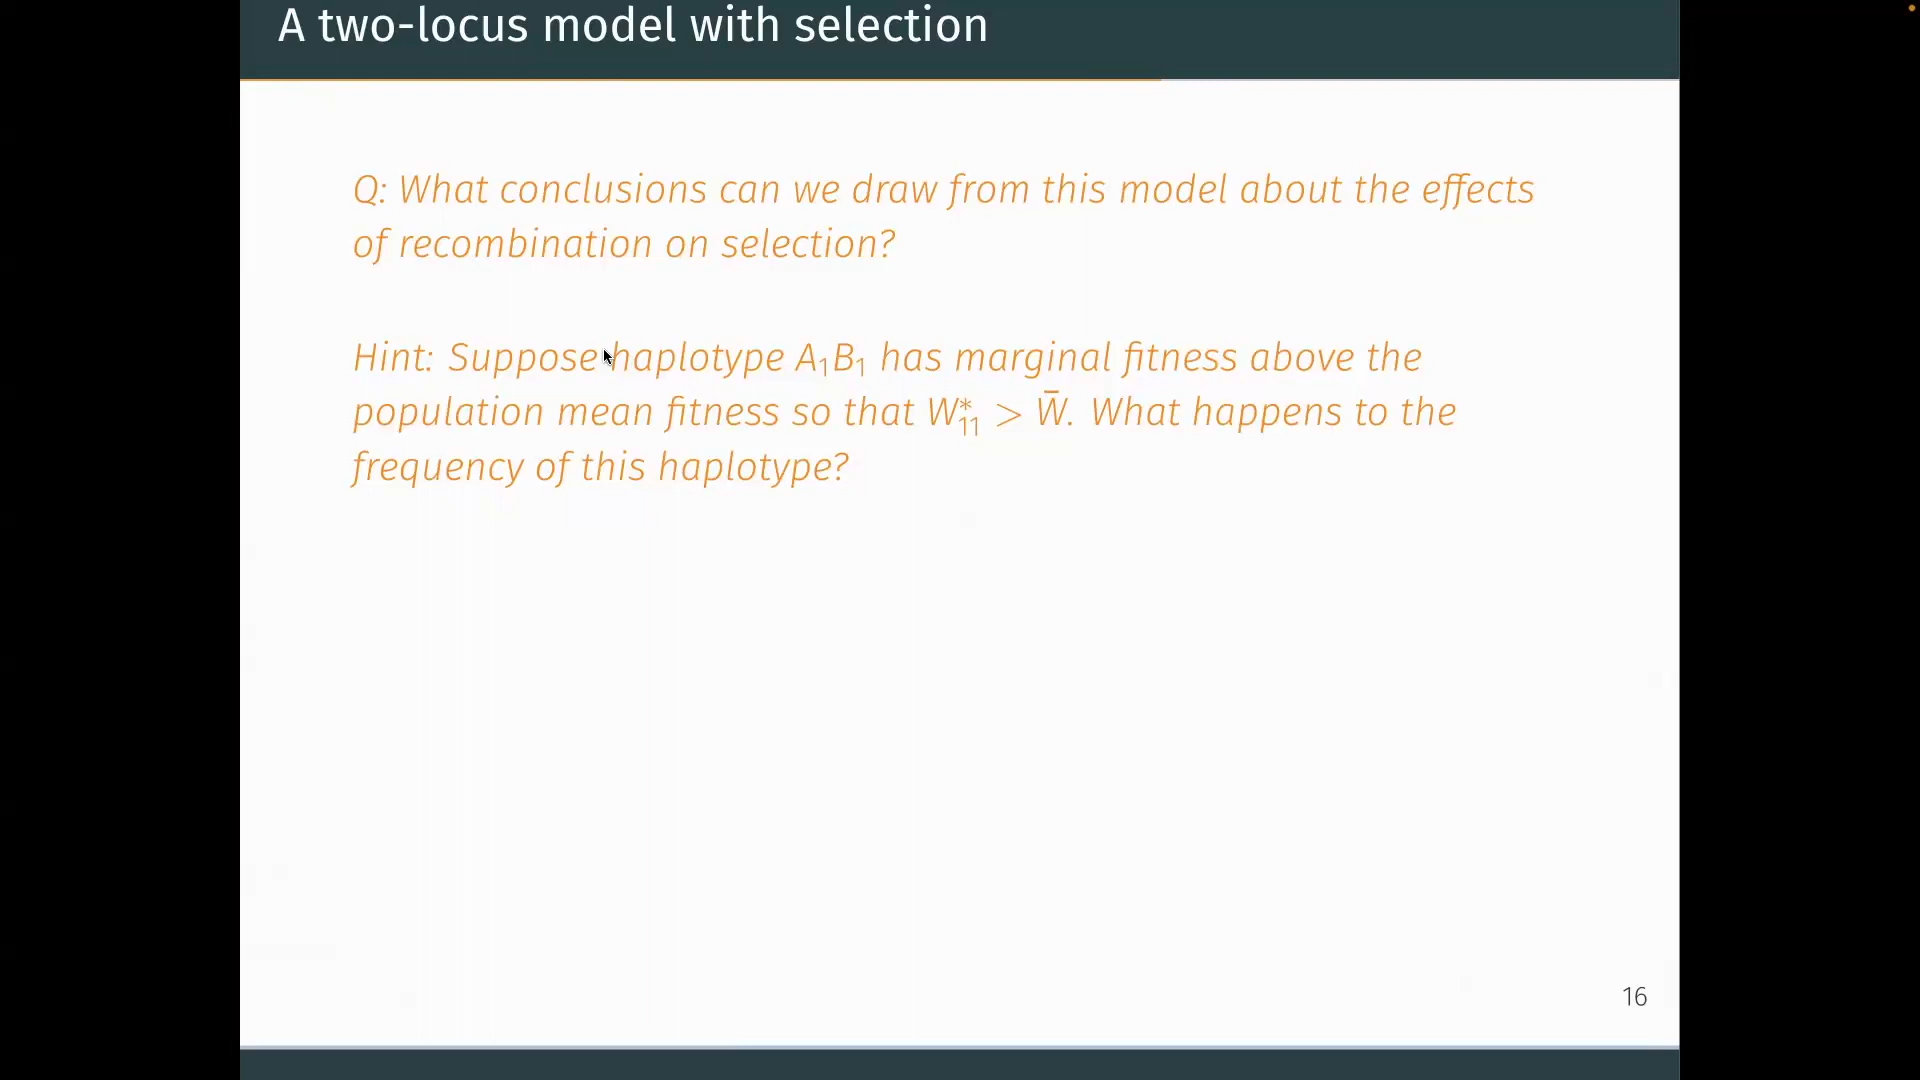 A two-locus model with selection
Q: What conclusions can we draw from this model about the effects
of recombination on selection?
Hint: Suppose haplotype A₁B₁ has marginal fitness above the
population mean fitness so that W*₁₁ > W̄. What happens to the
frequency of this haplotype?
16